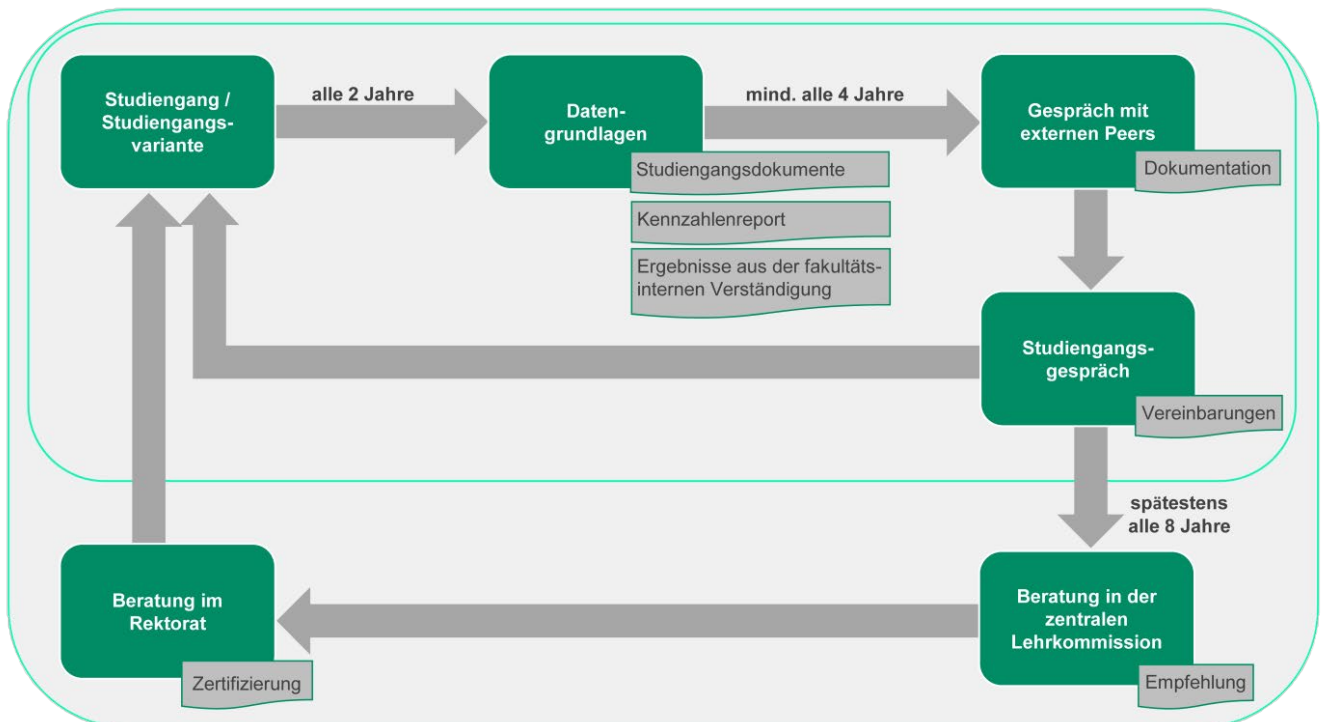 Studiengang /
Studiengangs-
variante
alle 2 Jahre
Daten-
grundlagen
Studiengangsdokumente
Kennzahlenreport
Ergebnisse aus der fakultäts-
internen Verständigung
mind. alle 4 Jahre
Gespräch mit
externen Peers
Dokumentation
Studiengangs-
gespräch
Vereinbarungen
spätestens
alle 8 Jahre
Beratung in der
zentralen
Lehrkommission
Empfehlung
Beratung im
Rektorat
Zertifizierung